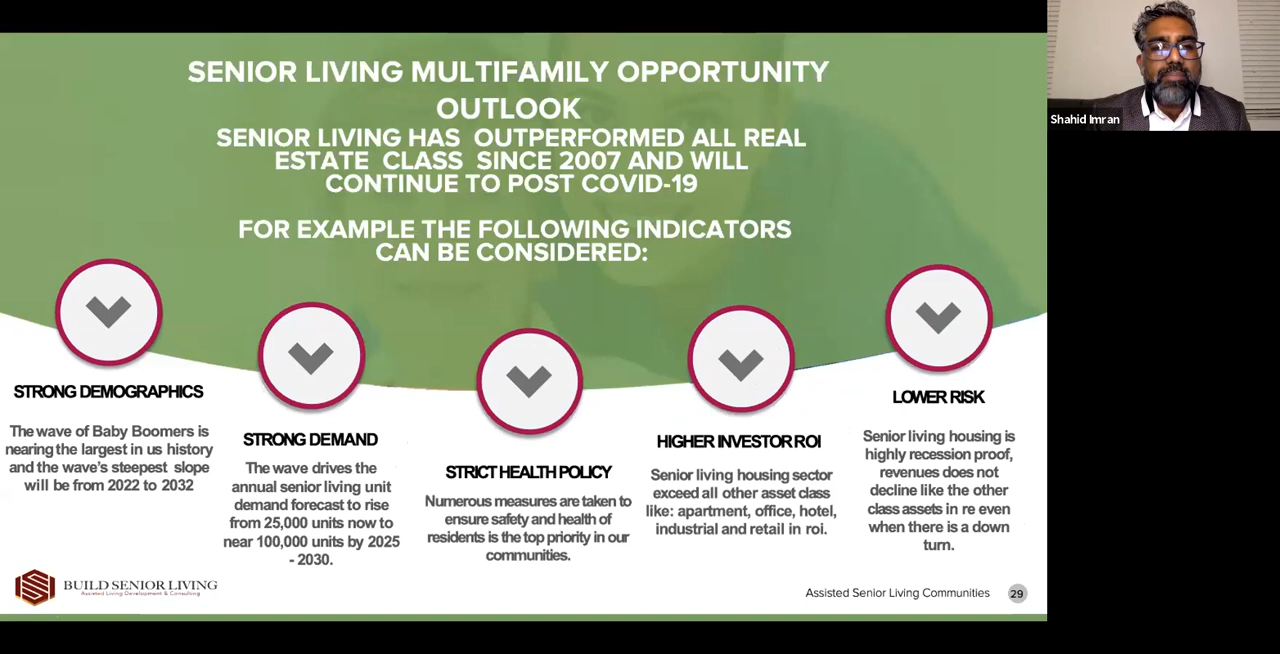 SENIOR LIVING MULTIFAMILY OPPORTUNITY
OUTLOOK
SENIOR LIVING HAS OUTPERFORMED ALL REAL
ESTATE CLASS SINCE 2007 AND WILL
CONTINUE TO POST COVID-19
FOR EXAMPLE THE FOLLOWING INDICATORS
CAN BE CONSIDERED:
STRONG DEMOGRAPHICS
The wave of Baby Boomers is
nearing the largest in us history
and the wave's steepest slope
will be from 2022 to 2032
STRONG DEMAND
The wave drives the
annual senior living unit
demand forecast to rise
from 25,000 units now to
near 100,000 units by 2025
- 2030.
STRICT HEALTH POLICY
Numerous measures are taken to
ensure safety and health of
residents is the top priority in our
communities.
HIGHER INVESTOR ROI
Senior living housing sector
exceed all other asset class
like: apartment, office, hotel,
industrial and retail in roi.
LOWER RISK
Senior living housing is
highly recession proof,
revenues does not
decline like the other
class assets in re even
when there is a down
turn.
BUILD SENIOR LIVING
Assisted Living Development & Consulting
Assisted Senior Living Communities
29
Shahid Imran